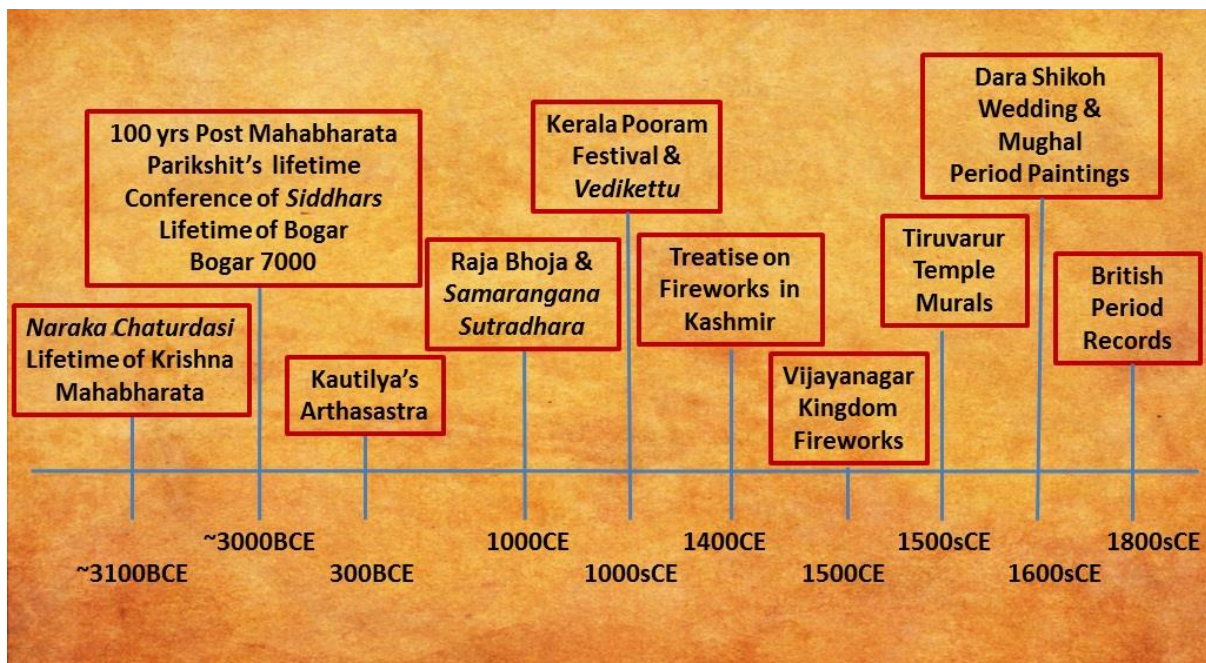 Naraka Chaturdasi
Lifetime of Krishna
Mahabharata
~3100BCE
100 yrs Post Mahabharata
Parikshit's lifetime
Conference of Siddhars
Lifetime of Bogar
Bogar 7000
~3000BCE
Kautilya's
Arthasastra
300BCE
Raja Bhoja &
Samarangana
Sutradhara
1000CE
Kerala Pooram
Festival &
Vedikettu
1000sCE
Treatise on
Fireworks in
Kashmir
1400CE
Vijayanagar
Kingdom
Fireworks
1500CE
Tiruvarur
Temple
Murals
1500sCE
Dara Shikoh
Wedding &
Mughal
Period Paintings
1600sCE
British
Period
Records
1800sCE